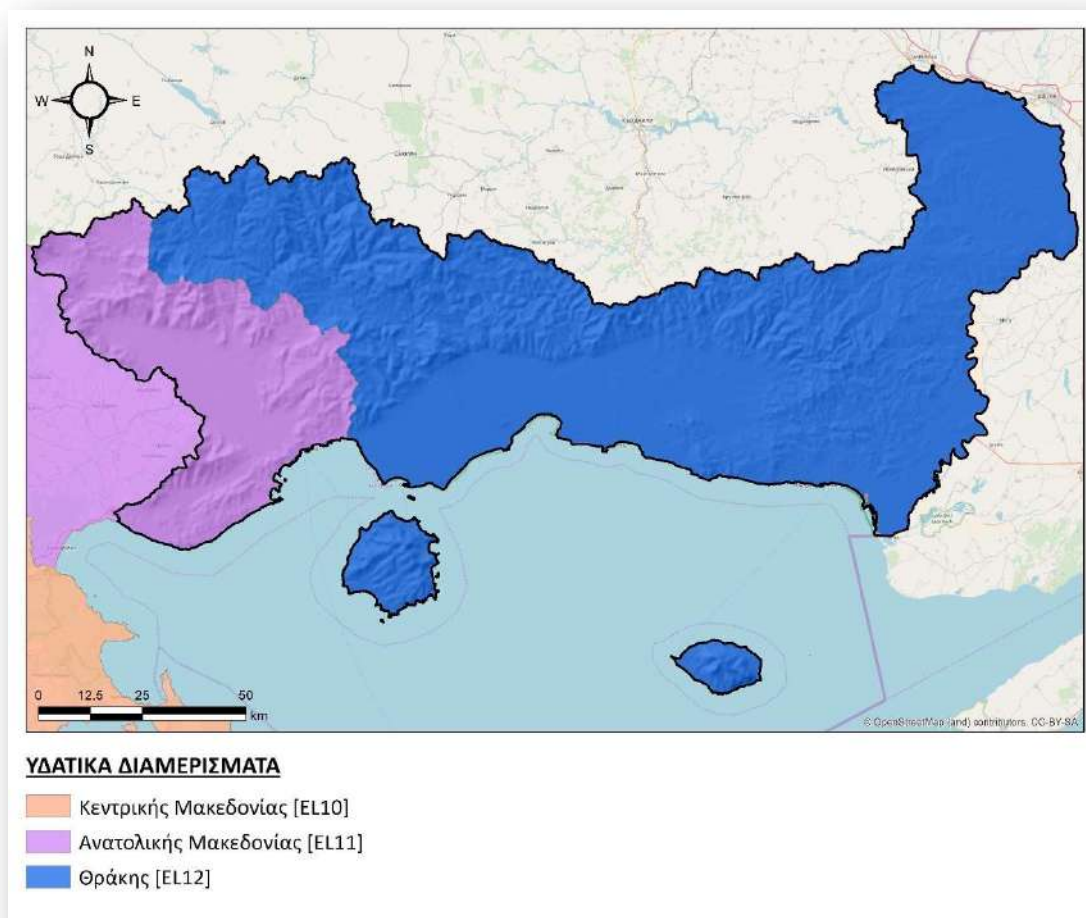 N
W E
S
0 12.5 25 50
km
© OpenStreetMap (and) contributors, CC-BY-SA
ΥΔΑΤΙΚΑ ΔΙΑΜΕΡΙΣΜΑΤΑ
Κεντρικής Μακεδονίας [EL10]
Ανατολικής Μακεδονίας [EL11]
Θράκης [EL12]